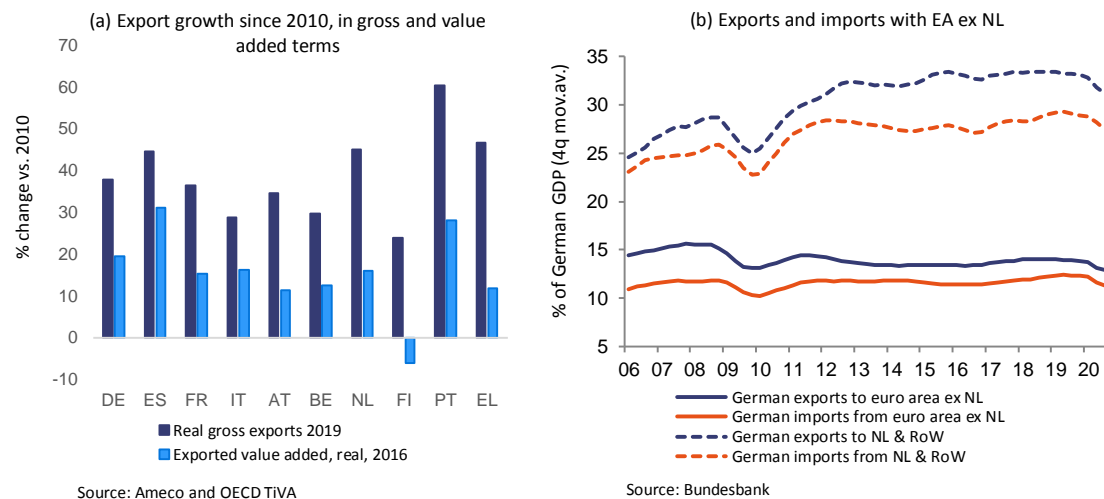 (a) Export growth since 2010, in gross and value
added terms
% change vs. 2010
70
60
50
40
30
20
10
0
-10
DE ES FR IT AT BE NL FI PT EL
Real gross exports 2019
Exported value added, real, 2016
Source: Ameco and OECD TiVA
(b) Exports and imports with EA ex NL
% of German GDP (4q mov.av.)
35
30
25
20
15
10
5
06 07 08 09 10 11 12 13 14 15 16 17 18 19 20
German exports to euro area ex NL
German imports from euro area ex NL
German exports to NL & RoW
German imports from NL & RoW
Source: Bundesbank